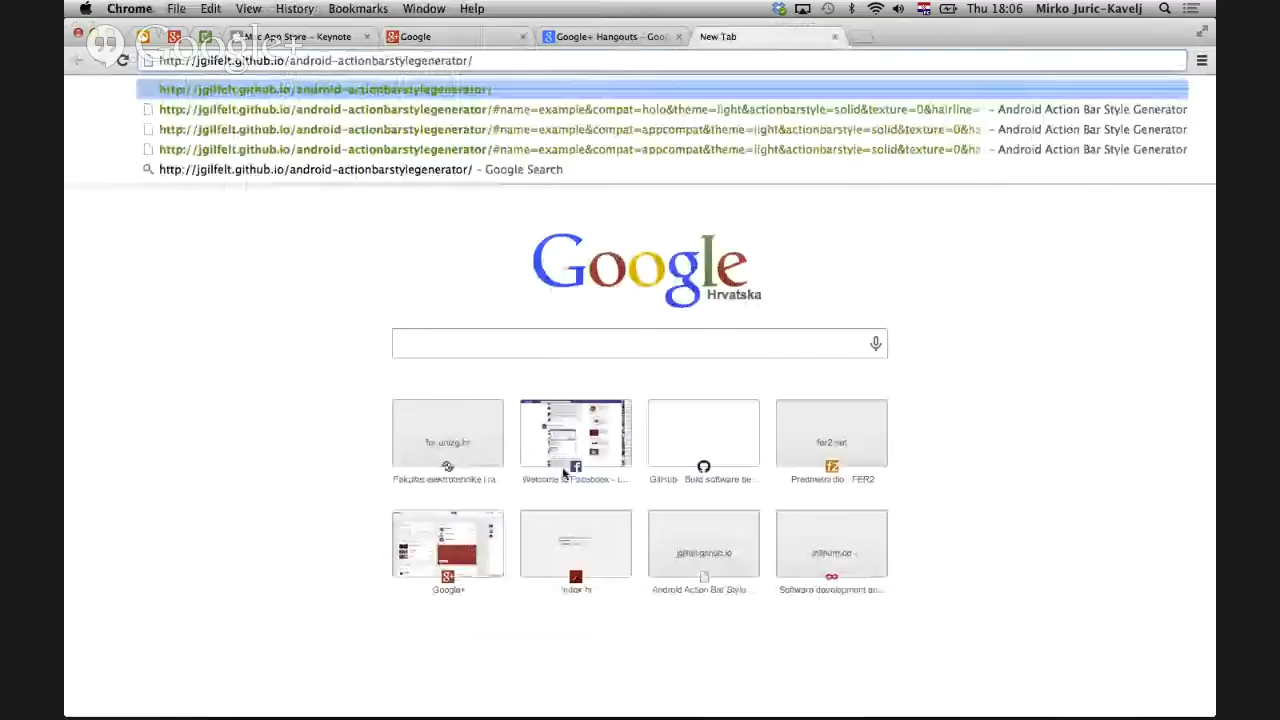 Chrome File Edit View History Bookmarks Window Help Thu 18:06 Mirko Juric-Kavelj
Google+
Mac App Store - Keynote × Google × Google+ Hangouts - Goo × New Tab ×
http://jgilfelt.github.io/android-actionbarstylegenerator/
http://jgilfelt.github.io/android-actionbarstylegenerator/
http://jgilfelt.github.io/android-actionbarstylegenerator/#name=example&compat=holo&theme=light&actionbarstyle=solid&texture=0&hairline= - Android Action Bar Style Generator
http://jgilfelt.github.io/android-actionbarstylegenerator/#name=example&compat=appcompat&theme=light&actionbarstyle=solid&texture=0&ha - Android Action Bar Style Generator
http://jgilfelt.github.io/android-actionbarstylegenerator/#name=example&compat=appcompat&theme=light&actionbarstyle=solid&texture=0&ha - Android Action Bar Style Generator
http://jgilfelt.github.io/android-actionbarstylegenerator/ - Google Search
Google
Hrvatska
fer.unizg.hr fer2.net
Fakultet elektrotehnike i ra... Welcome to Facebook - L... GitHub · Build software be... Predmeti dio - FER2
jgilfelt.github.io infinum.co
Google+ Index.hr Android Action Bar Style ... Software development an...